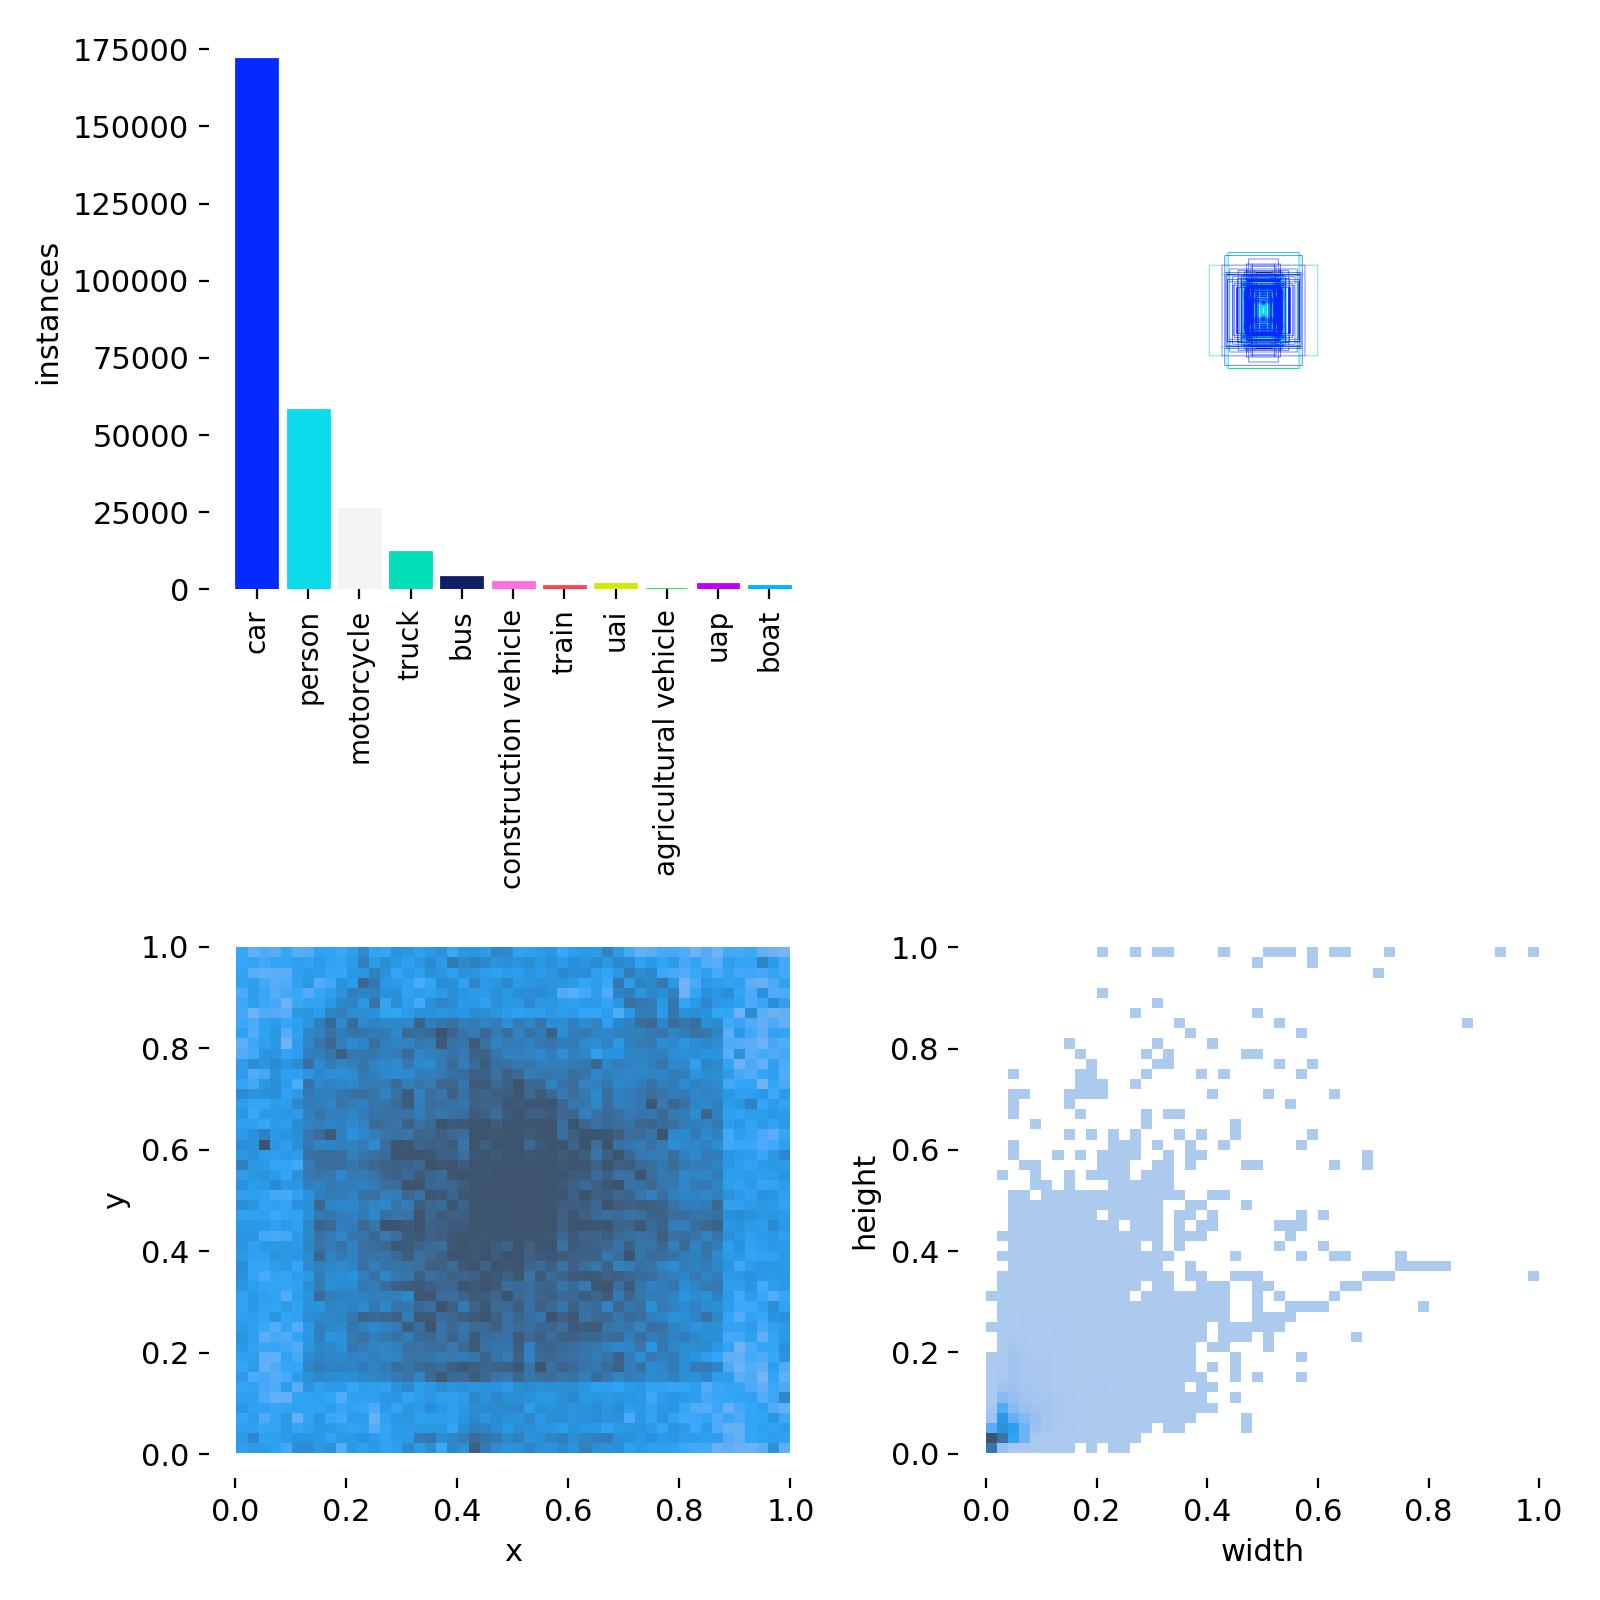 instances
175000
150000
125000
100000
75000
50000
25000
0
car
person
motorcycle
truck
bus
construction vehicle
train
uai
agricultural vehicle
uap
boat
y
1.0
0.8
0.6
0.4
0.2
0.0
0.0 0.2 0.4 0.6 0.8 1.0
x
height
1.0
0.8
0.6
0.4
0.2
0.0
0.0 0.2 0.4 0.6 0.8 1.0
width